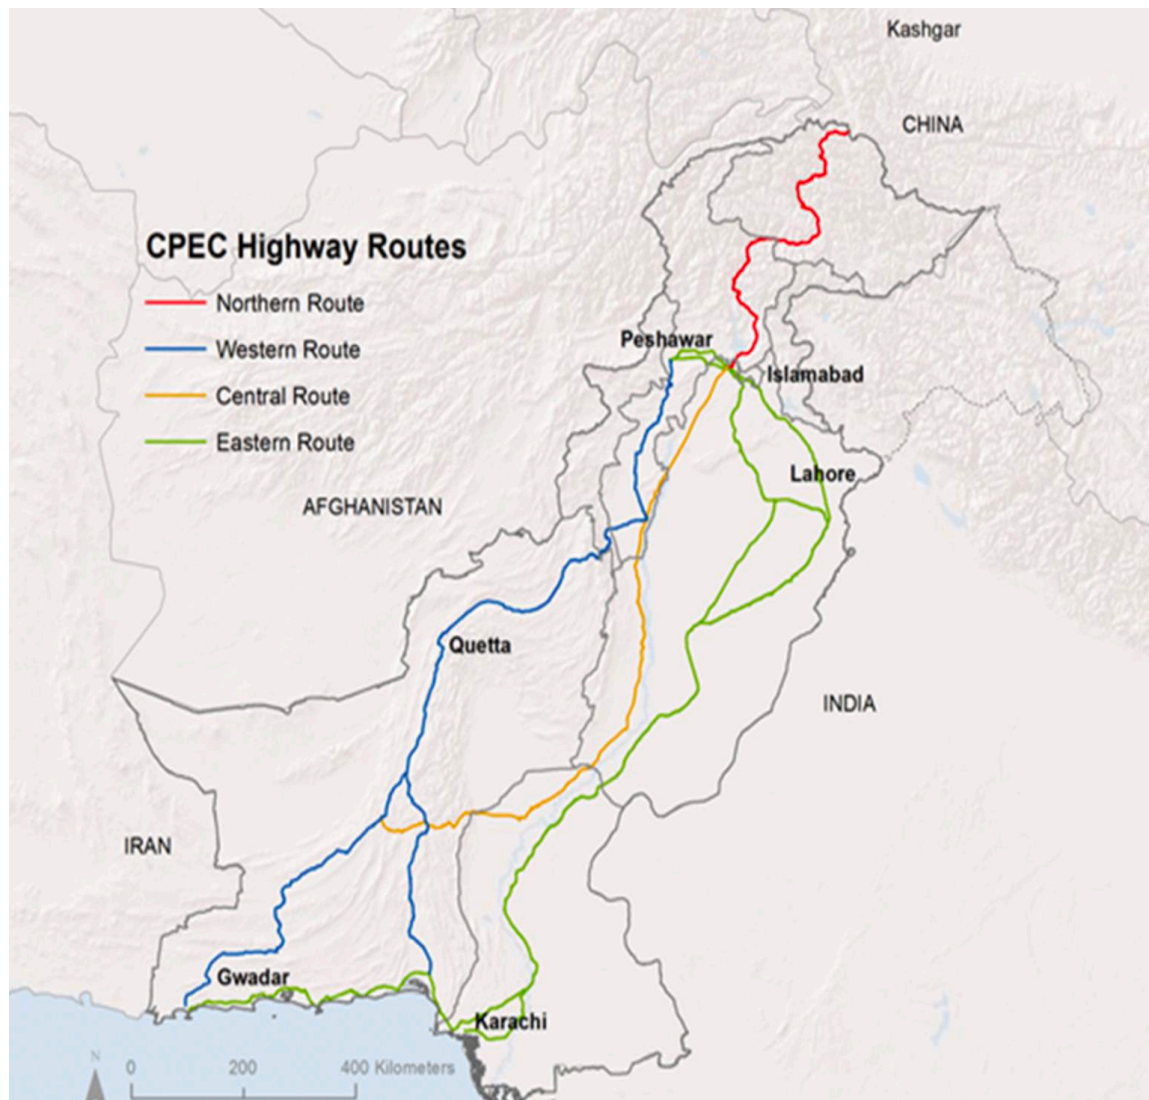 Kashgar
CHINA
CPEC Highway Routes
Northern Route
Western Route
Central Route
Eastern Route
Peshawar
Islamabad
Lahore
AFGHANISTAN
Quetta
INDIA
IRAN
Gwadar
Karachi
N
0 200 400 Kilometers